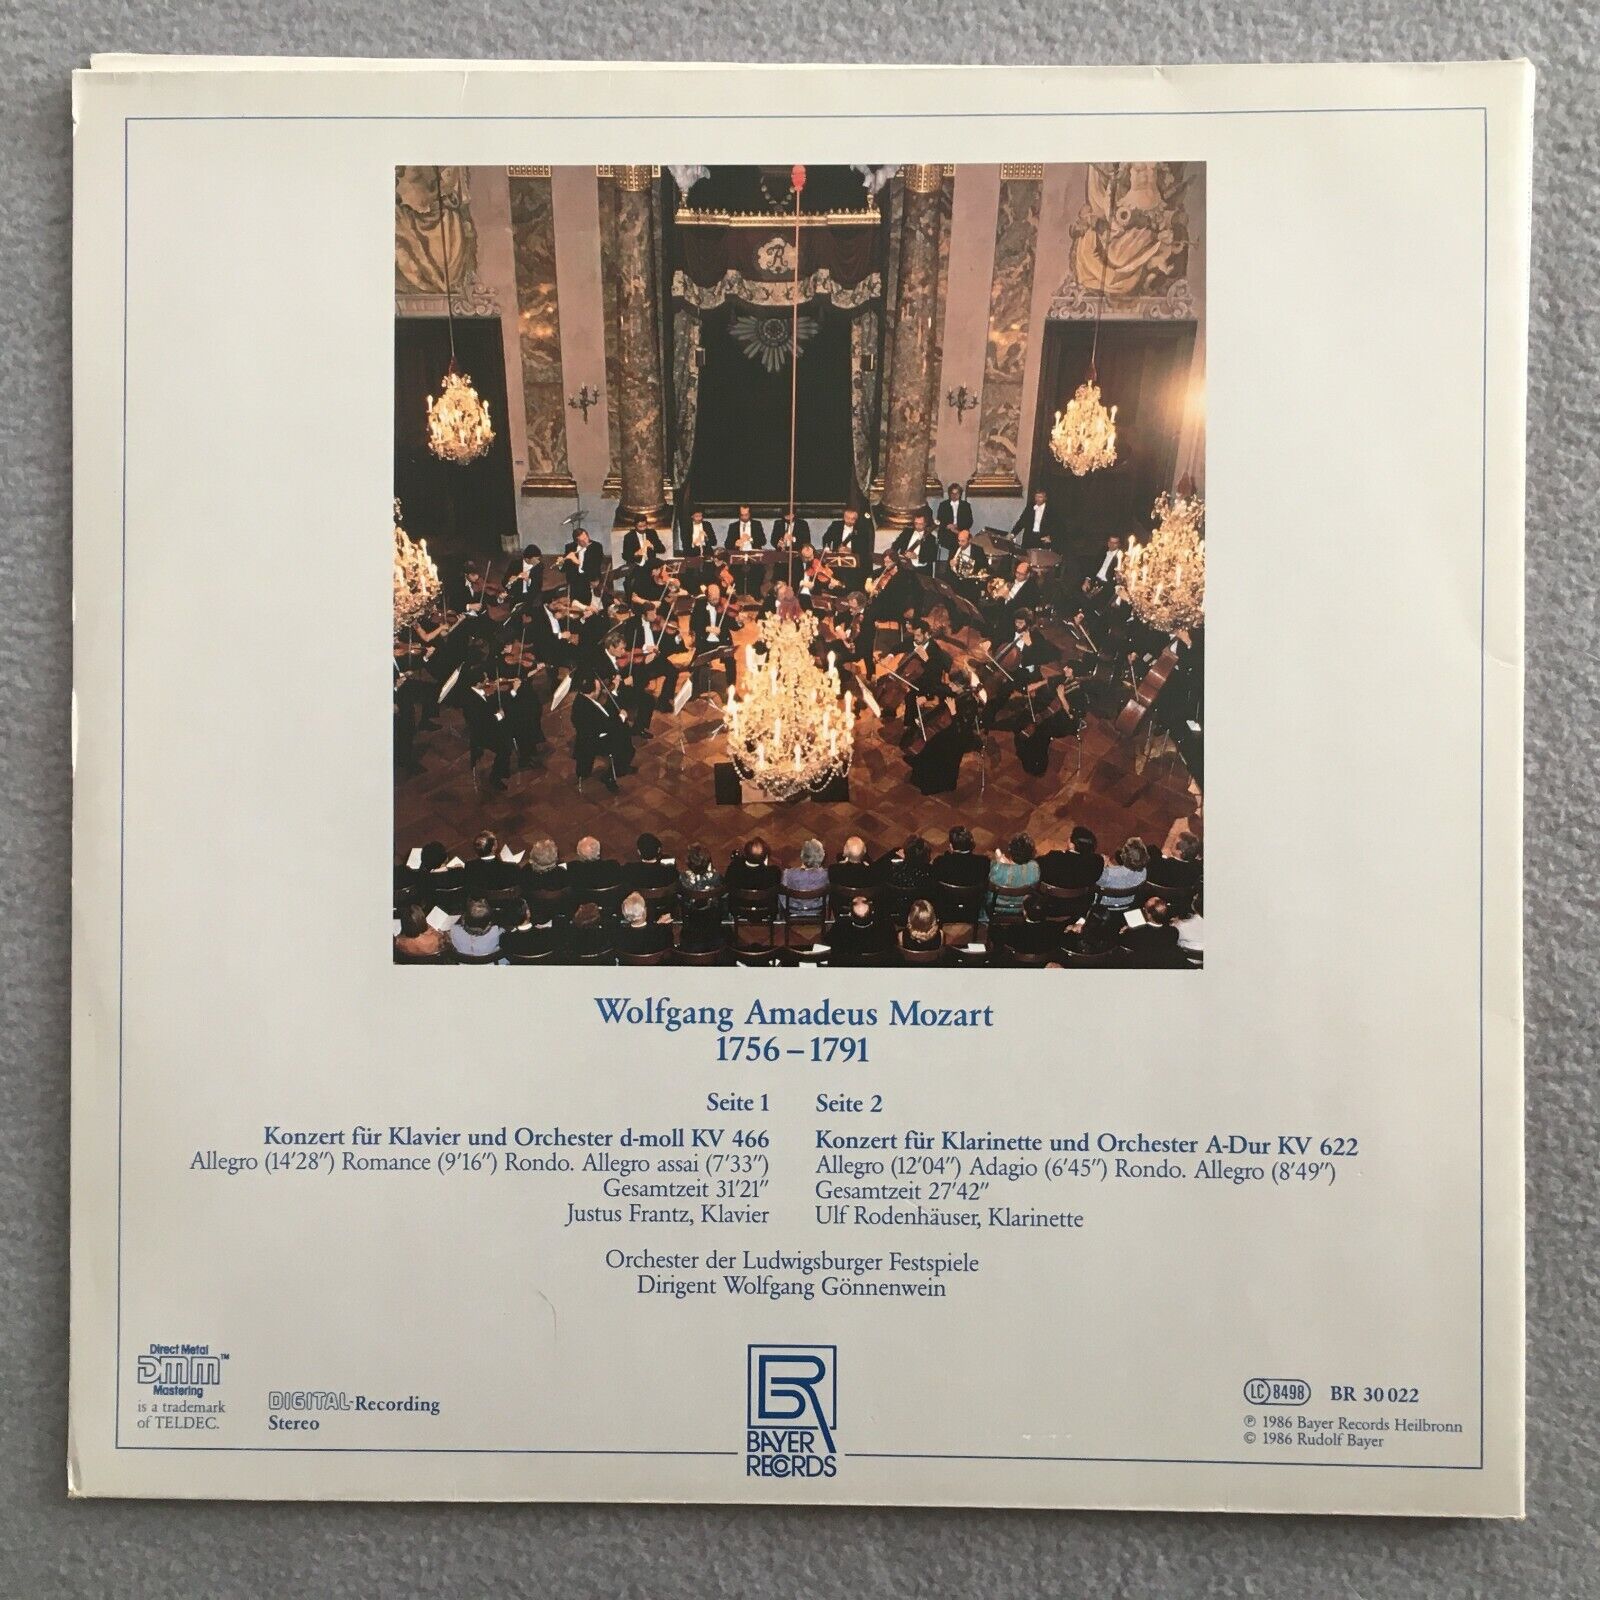 R
Wolfgang Amadeus Mozart
1756 – 1791
Seite 1
Konzert für Klavier und Orchester d-moll KV 466
Allegro (14'28") Romance (9'16") Rondo. Allegro assai (7'33")
Gesamtzeit 31'21"
Justus Frantz, Klavier
Seite 2
Konzert für Klarinette und Orchester A-Dur KV 622
Allegro (12'04") Adagio (6'45") Rondo. Allegro (8'49")
Gesamtzeit 27'42"
Ulf Rodenhäuser, Klarinette
Orchester der Ludwigsburger Festspiele
Dirigent Wolfgang Gönnenwein
Direct Metal
DMM™
Mastering
is a trademark
of TELDEC.
DIGITAL-Recording
Stereo
BR
BAYER
RECORDS
LC 8498 BR 30 022
℗ 1986 Bayer Records Heilbronn
© 1986 Rudolf Bayer